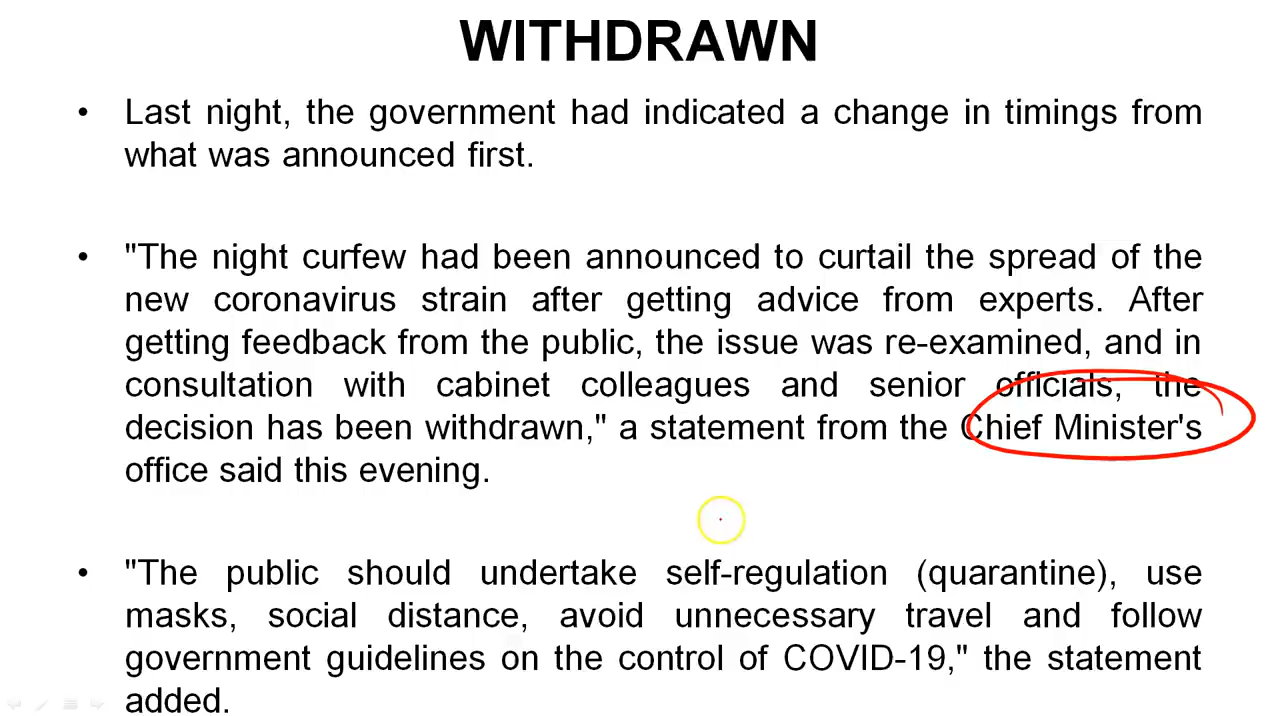 WITHDRAWN
• Last night, the government had indicated a change in timings from
what was announced first.
• "The night curfew had been announced to curtail the spread of the
new coronavirus strain after getting advice from experts. After
getting feedback from the public, the issue was re-examined, and in
consultation with cabinet colleagues and senior officials, the
decision has been withdrawn," a statement from the Chief Minister's
office said this evening.
• "The public should undertake self-regulation (quarantine), use
masks, social distance, avoid unnecessary travel and follow
government guidelines on the control of COVID-19," the statement
added.